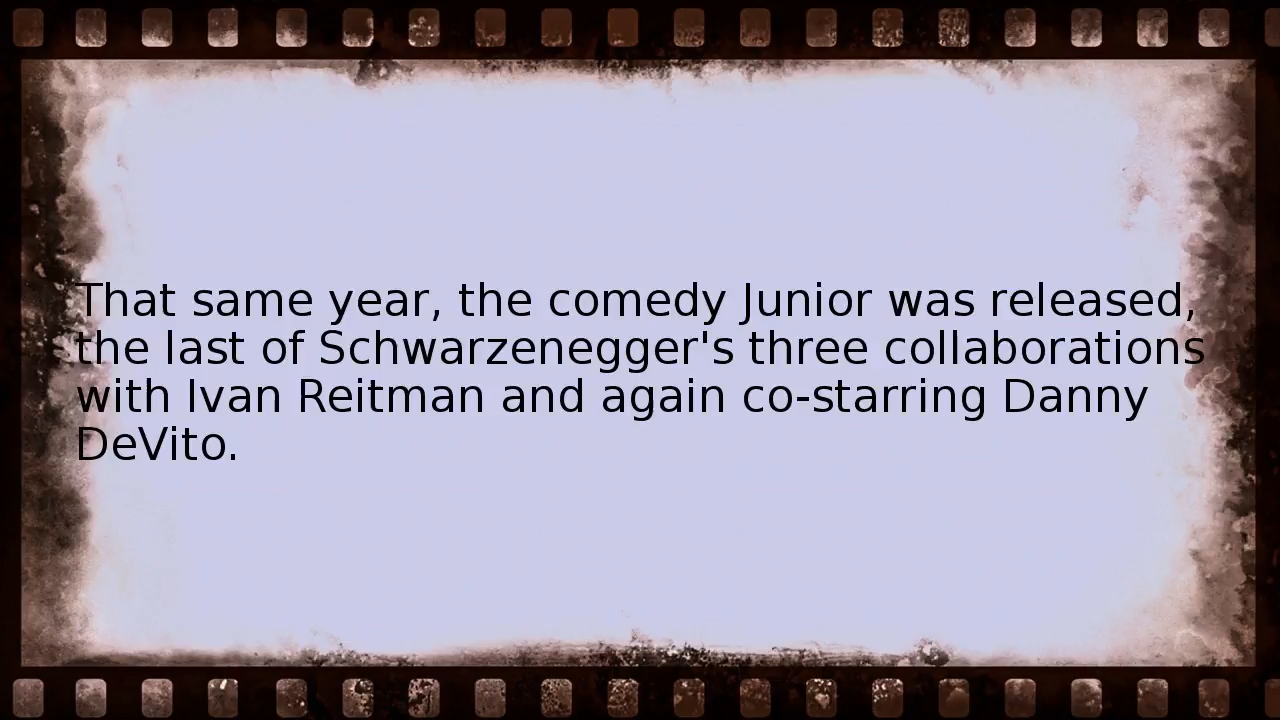 That same year, the comedy Junior was released,
the last of Schwarzenegger's three collaborations
with Ivan Reitman and again co-starring Danny
DeVito.